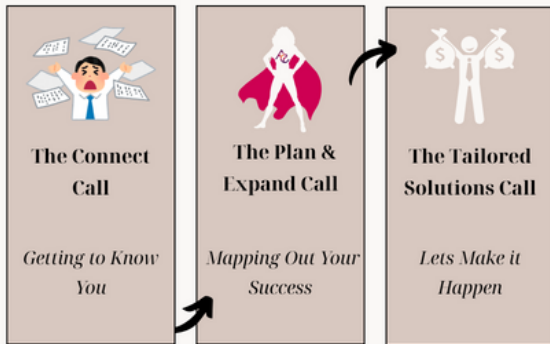 The Connect
Call
Getting to Know
You
The Plan &
Expand Call
Mapping Out Your
Success
$ $
The Tailored
Solutions Call
Lets Make it
Happen